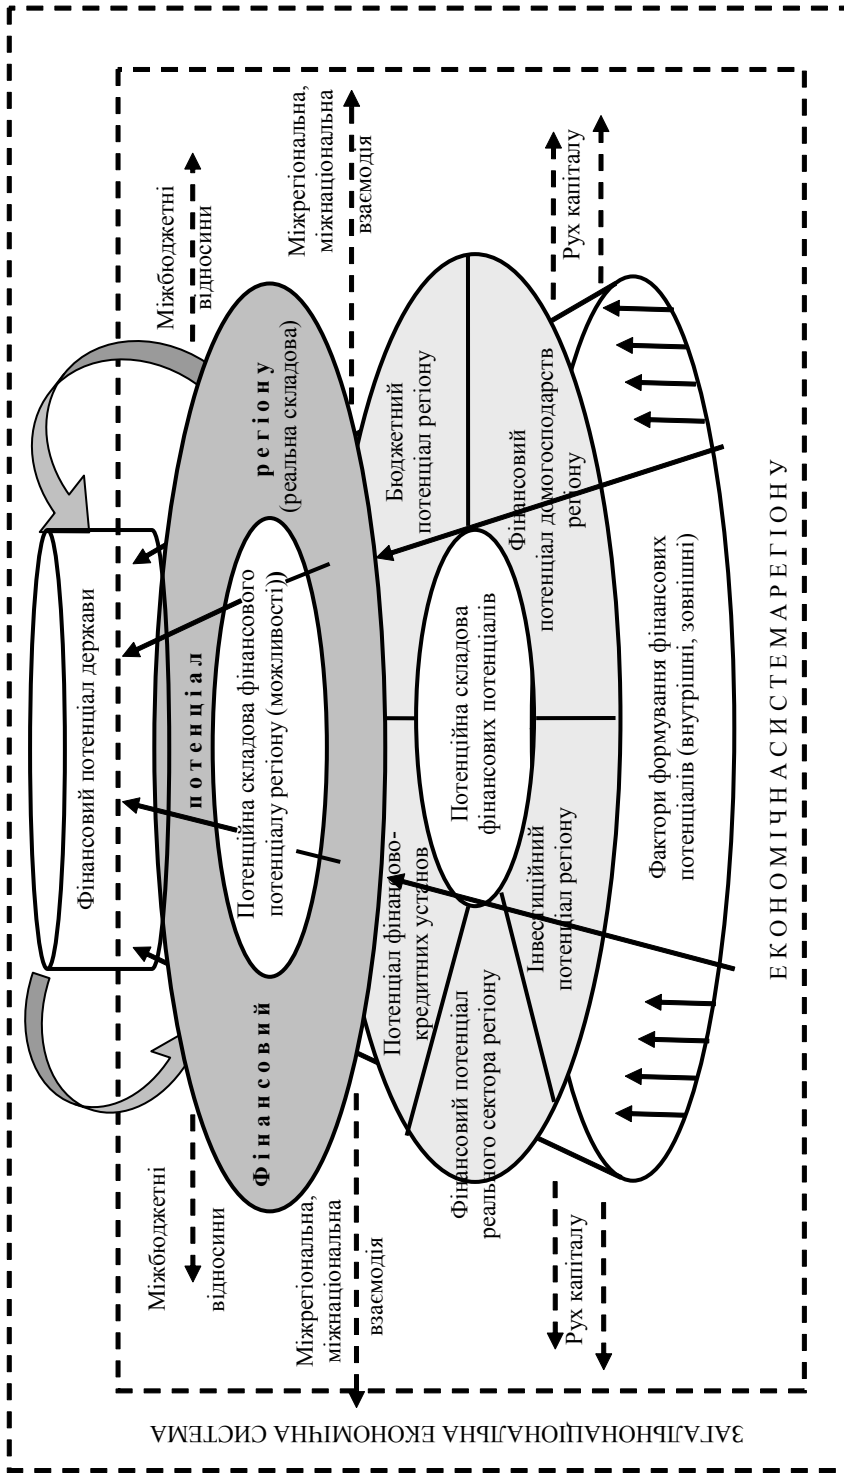 ЗАГАЛЬНОНАЦІОНАЛЬНА ЕКОНОМІЧНА СИСТЕМА
Фінансовий потенціал держави
Міжбюджетні
відносини
Міжбюджетні
відносини
Фінансовий потенціал регіону
(реальна складова)
Потенційна складова фінансового
потенціалу регіону (можливості))
Міжрегіональна,
міжнаціональна
взаємодія
Міжрегіональна,
міжнаціональна
взаємодія
Потенціал фінансово-
кредитних установ
Бюджетний
потенціал регіону
Фінансовий потенціал
реального сектора регіону
Потенційна складова
фінансових потенціалів
Інвестиційний
потенціал регіону
Фінансовий
потенціал домогосподарств
регіону
Рух капіталу
Рух капіталу
Фактори формування фінансових
потенціалів (внутрішні, зовнішні)
ЕКОНОМІЧНАСИСТЕМАРЕГІОНУ